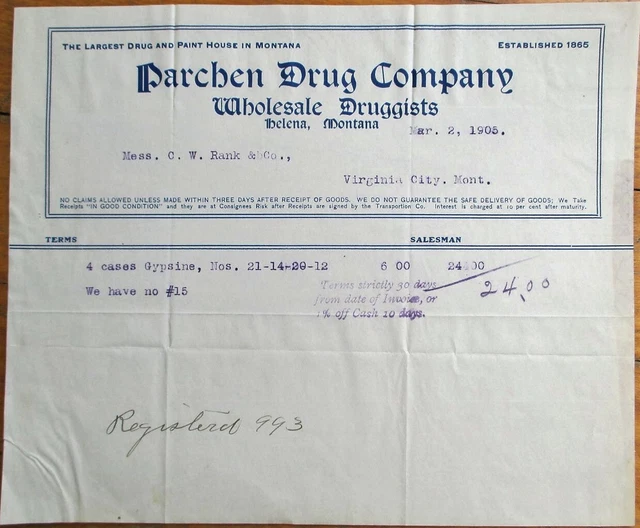 THE LARGEST DRUG AND PAINT HOUSE IN MONTANA ESTABLISHED 1865
Parchen Drug Company
Wholesale Druggists
Helena, Montana
Mar. 2, 1905.
Mess. C. W. Rank & Co.,
Virginia City. Mont.
NO CLAIMS ALLOWED UNLESS MADE WITHIN THREE DAYS AFTER RECEIPT OF GOODS. WE DO NOT GUARANTEE THE SAFE DELIVERY OF GOODS; We Take
Receipts "IN GOOD CONDITION" and they are at Consignees Risk after Receipts are signed by the Transportion Co. Interest is charged at 10 per cent after maturity.
TERMS SALESMAN
4 cases Gypsine, Nos. 21-14-20-12 6 00 24 00
We have no #15
Terms strictly 30 days
from date of Invoice, or
1% off Cash 10 days.
24.00
Registerd 993